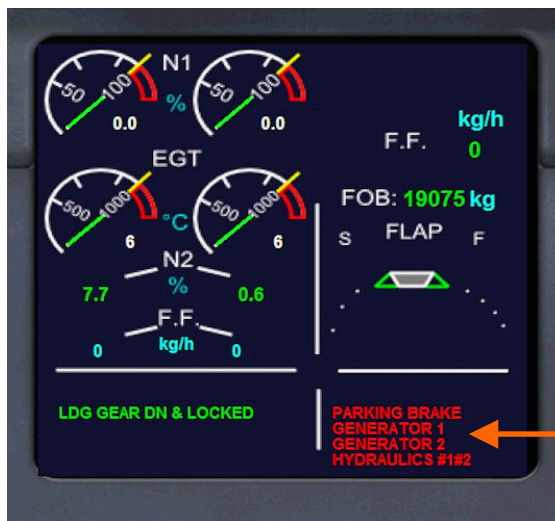 N1
50 100 50 100
0.0 % 0.0
kg/h
F.F. 0
EGT
500 1000 500 1000
6 °C 6
FOB: 19075 kg
S FLAP F
N2
7.7 % 0.6
F.F.
0 kg/h 0
LDG GEAR DN & LOCKED
PARKING BRAKE
GENERATOR 1
GENERATOR 2
HYDRAULICS #1#2